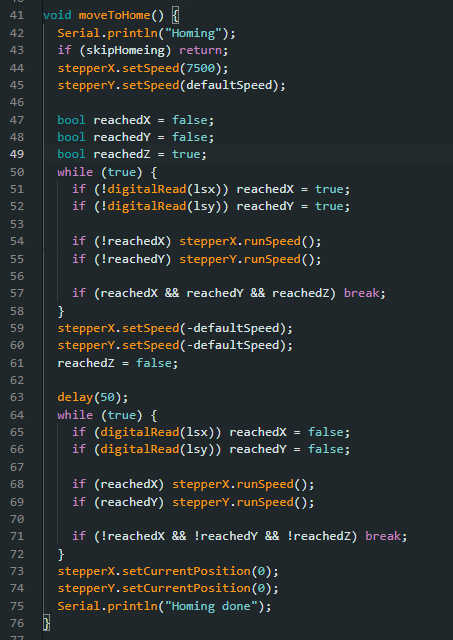 41 void moveToHome() {
42 Serial.println("Homing");
43 if (skipHomeing) return;
44 stepperX.setSpeed(7500);
45 stepperY.setSpeed(defaultSpeed);
46
47 bool reachedX = false;
48 bool reachedY = false;
49 bool reachedZ = true;
50 while (true) {
51 if (!digitalRead(lsx)) reachedX = true;
52 if (!digitalRead(lsy)) reachedY = true;
53
54 if (!reachedX) stepperX.runSpeed();
55 if (!reachedY) stepperY.runSpeed();
56
57 if (reachedX && reachedY && reachedZ) break;
58 }
59 stepperX.setSpeed(-defaultSpeed);
60 stepperY.setSpeed(-defaultSpeed);
61 reachedZ = false;
62
63 delay(50);
64 while (true) {
65 if (digitalRead(lsx)) reachedX = false;
66 if (digitalRead(lsy)) reachedY = false;
67
68 if (reachedX) stepperX.runSpeed();
69 if (reachedY) stepperY.runSpeed();
70
71 if (!reachedX && !reachedY && !reachedZ) break;
72 }
73 stepperX.setCurrentPosition(0);
74 stepperY.setCurrentPosition(0);
75 Serial.println("Homing done");
76 }